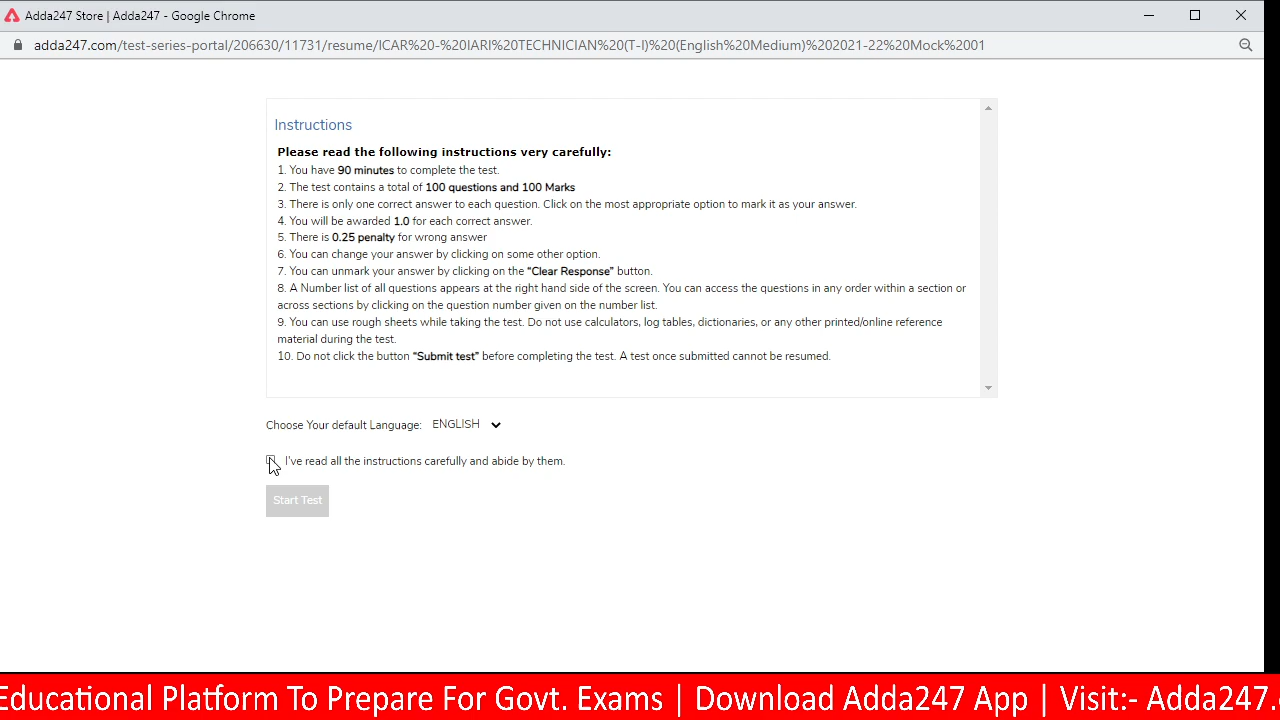 Adda247 Store | Adda247 - Google Chrome
adda247.com/test-series-portal/206630/11731/resume/ICAR%20-%20IARI%20TECHNICIAN%20(T-I)%20(English%20Medium)%202021-22%20Mock%2001
Instructions
Please read the following instructions very carefully:
1. You have 90 minutes to complete the test.
2. The test contains a total of 100 questions and 100 Marks
3. There is only one correct answer to each question. Click on the most appropriate option to mark it as your answer.
4. You will be awarded 1.0 for each correct answer.
5. There is 0.25 penalty for wrong answer
6. You can change your answer by clicking on some other option.
7. You can unmark your answer by clicking on the “Clear Response” button.
8. A Number list of all questions appears at the right hand side of the screen. You can access the questions in any order within a section or
across sections by clicking on the question number given on the number list.
9. You can use rough sheets while taking the test. Do not use calculators, log tables, dictionaries, or any other printed/online reference
material during the test.
10. Do not click the button “Submit test” before completing the test. A test once submitted cannot be resumed.
Choose Your default Language: ENGLISH
I've read all the instructions carefully and abide by them.
Start Test
Educational Platform To Prepare For Govt. Exams | Download Adda247 App | Visit:- Adda247.